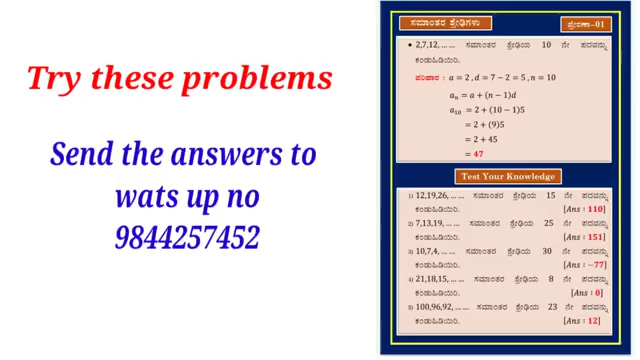 Try these problems
Send the answers to
wats up no
9844257452
ಸಮಾಂತರ ಶ್ರೇಢಿಗಳು
ಪ್ರೇರಣಾ-01
• 2,7,12, ...... ಸಮಾಂತರ ಶ್ರೇಢಿಯ 10 ನೇ ಪದವನ್ನು
ಕಂಡುಹಿಡಿಯಿರಿ.
ಪರಿಹಾರ : a = 2 , d = 7 − 2 = 5 , n = 10
aₙ = a + (n − 1)d
a₁₀ = 2 + (10 − 1)5
= 2 + (9)5
= 2 + 45
= 47
Test Your Knowledge
1) 12,19,26, ...... ಸಮಾಂತರ ಶ್ರೇಢಿಯ 15 ನೇ ಪದವನ್ನು
ಕಂಡುಹಿಡಿಯಿರಿ. [Ans : 110]
2) 7,13,19, ...... ಸಮಾಂತರ ಶ್ರೇಢಿಯ 25 ನೇ ಪದವನ್ನು
ಕಂಡುಹಿಡಿಯಿರಿ. [Ans : 151]
3) 10,7,4, ...... ಸಮಾಂತರ ಶ್ರೇಢಿಯ 30 ನೇ ಪದವನ್ನು
ಕಂಡುಹಿಡಿಯಿರಿ. [Ans : −77]
4) 21,18,15, ...... ಸಮಾಂತರ ಶ್ರೇಢಿಯ 8 ನೇ ಪದವನ್ನು
ಕಂಡುಹಿಡಿಯಿರಿ. [Ans : 0]
5) 100,96,92, ...... ಸಮಾಂತರ ಶ್ರೇಢಿಯ 23 ನೇ ಪದವನ್ನು
ಕಂಡುಹಿಡಿಯಿರಿ. [Ans : 12]